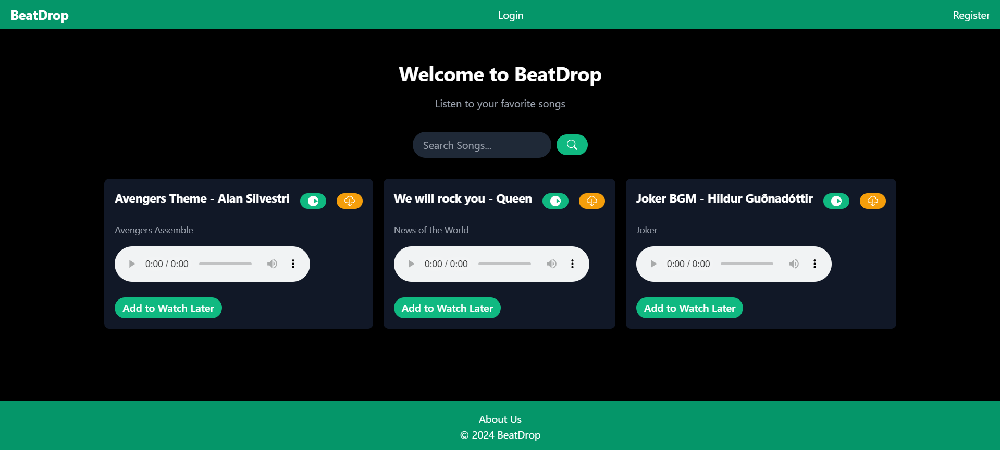 BeatDrop
Login
Register
Welcome to BeatDrop
Listen to your favorite songs
Search Songs...
Avengers Theme - Alan Silvestri
Avengers Assemble
0:00 / 0:00
Add to Watch Later
We will rock you - Queen
News of the World
0:00 / 0:00
Add to Watch Later
Joker BGM - Hildur Guðnadóttir
Joker
0:00 / 0:00
Add to Watch Later
About Us
© 2024 BeatDrop